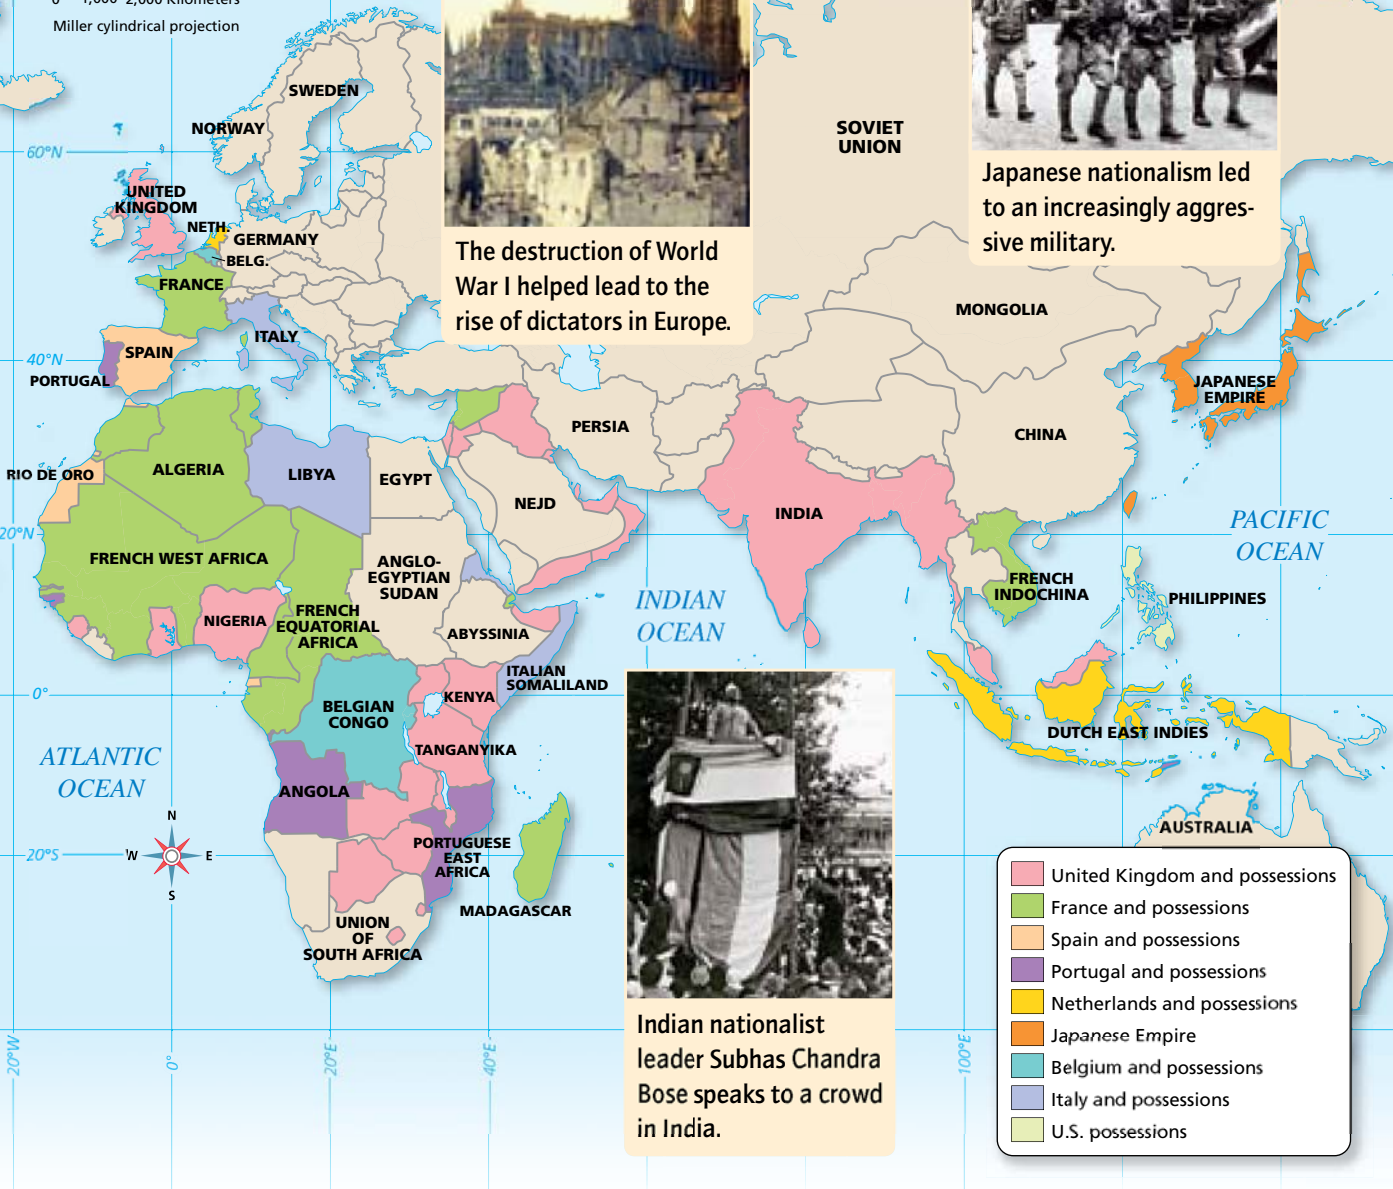 0 1,000 2,000 Kilometers
Miller cylindrical projection
SWEDEN
NORWAY
60°N
UNITED
KINGDOM
NETH.
GERMANY
BELG.
FRANCE
ITALY
SPAIN
40°N
PORTUGAL
SOVIET
UNION
The destruction of World
War I helped lead to the
rise of dictators in Europe.
Japanese nationalism led
to an increasingly aggres-
sive military.
MONGOLIA
JAPANESE
EMPIRE
PERSIA
CHINA
RIO DE ORO
ALGERIA
LIBYA
EGYPT
NEJD
INDIA
20°N
PACIFIC
OCEAN
FRENCH WEST AFRICA
ANGLO-
EGYPTIAN
SUDAN
FRENCH
INDOCHINA
PHILIPPINES
INDIAN
OCEAN
NIGERIA
FRENCH
EQUATORIAL
AFRICA
ABYSSINIA
ITALIAN
SOMALILAND
0°
KENYA
BELGIAN
CONGO
TANGANYIKA
DUTCH EAST INDIES
ATLANTIC
OCEAN
ANGOLA
N
W
E
S
20°S
PORTUGUESE
EAST
AFRICA
MADAGASCAR
UNION
OF
SOUTH AFRICA
AUSTRALIA
Indian nationalist
leader Subhas Chandra
Bose speaks to a crowd
in India.
United Kingdom and possessions
France and possessions
Spain and possessions
Portugal and possessions
Netherlands and possessions
Japanese Empire
Belgium and possessions
Italy and possessions
U.S. possessions
20°W
0°
20°E
40°E
100°E